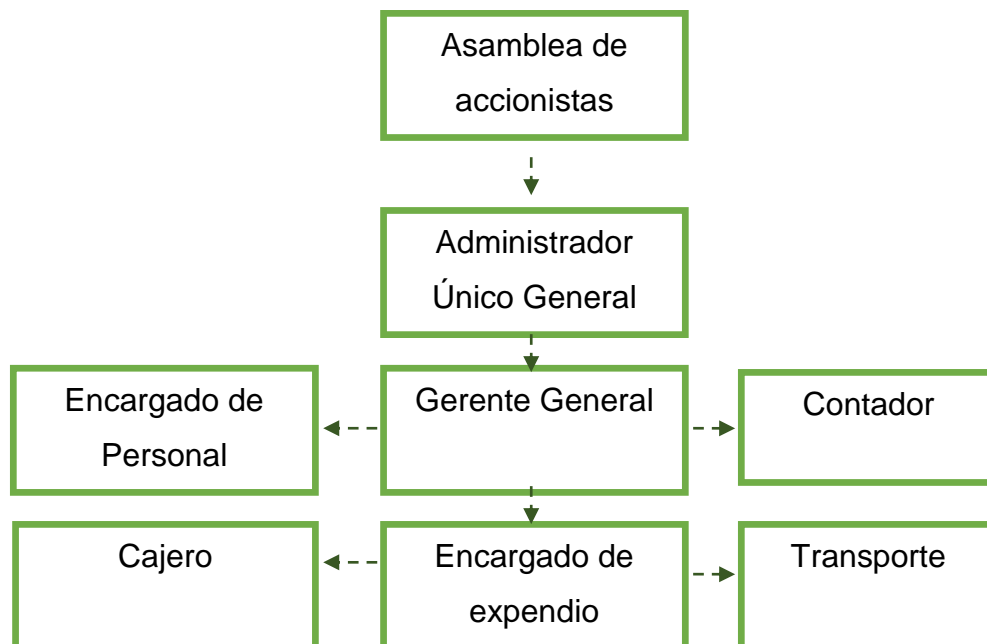 Asamblea de
accionistas
Administrador
Único General
Encargado de
Personal
Gerente General
Contador
Cajero
Encargado de
expendio
Transporte